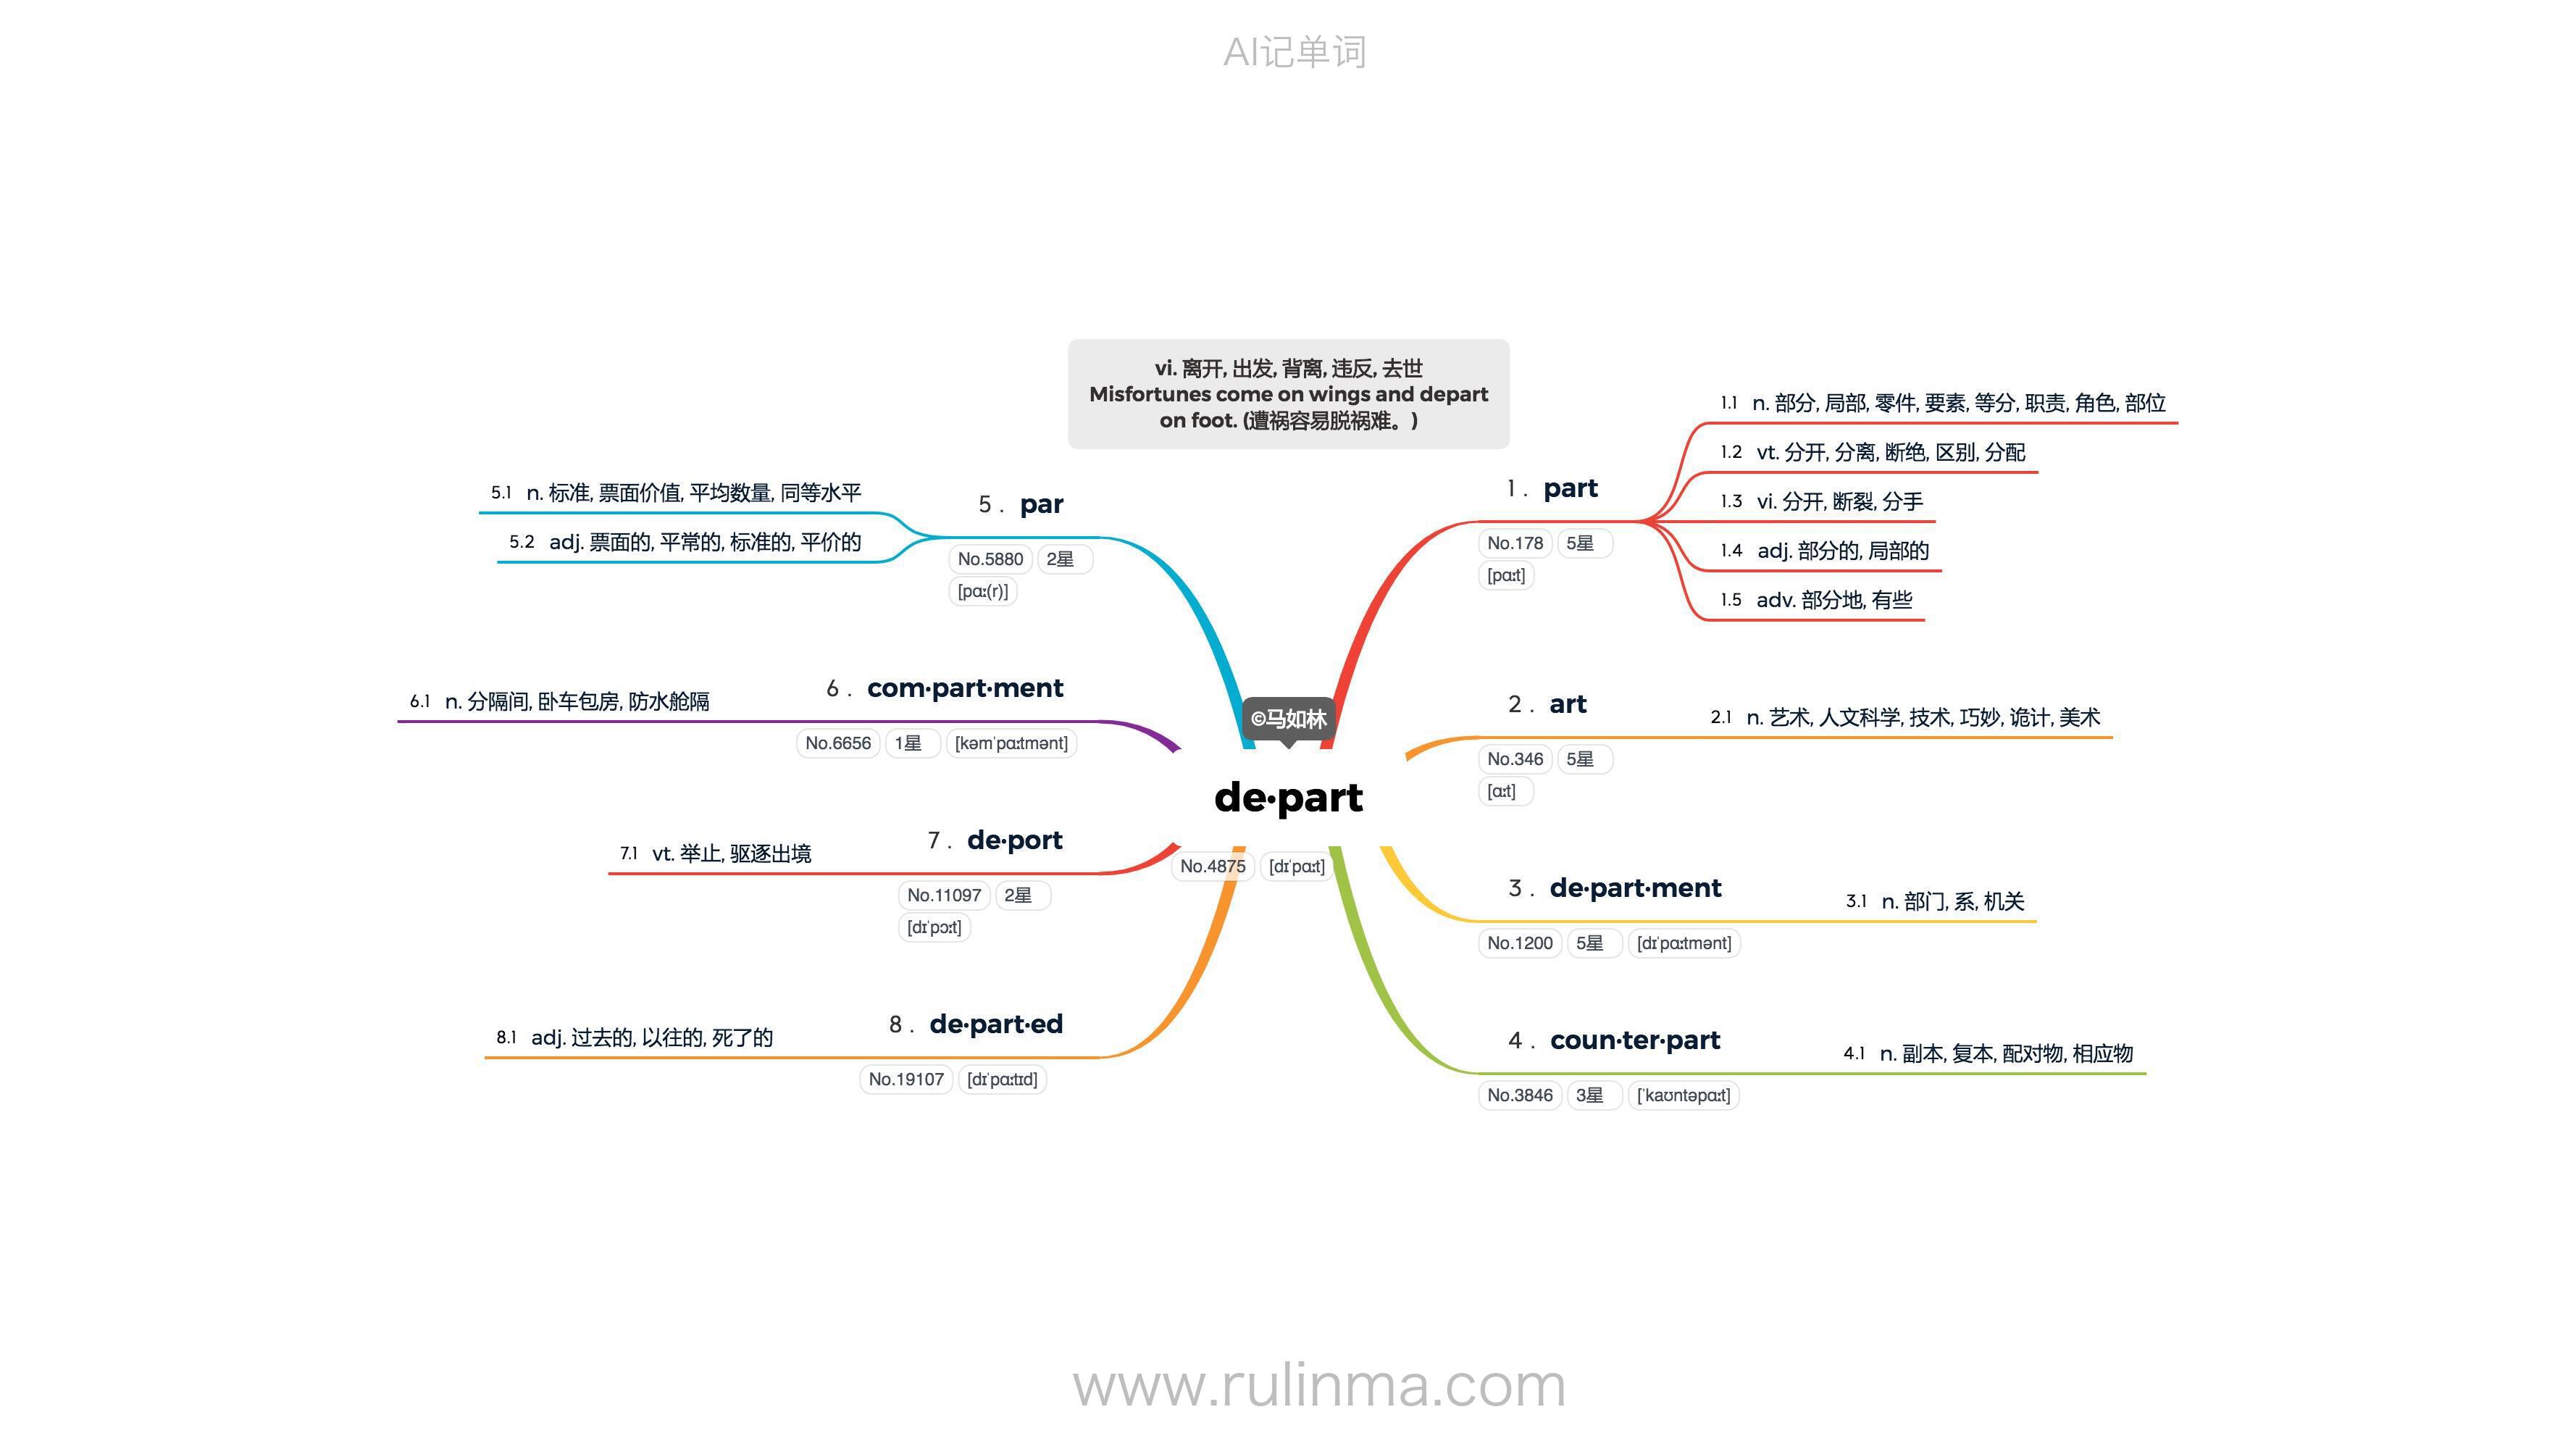 AI记单词
vi. 离开, 出发, 背离, 违反, 去世
Misfortunes come on wings and depart
on foot. (遭祸容易脱祸难。)
©马如林
de·part
No.4875 [dɪˈpɑːt]
1 . part
No.178 5星
[pɑːt]
1.1 n. 部分, 局部, 零件, 要素, 等分, 职责, 角色, 部位
1.2 vt. 分开, 分离, 断绝, 区别, 分配
1.3 vi. 分开, 断裂, 分手
1.4 adj. 部分的, 局部的
1.5 adv. 部分地, 有些
2 . art
No.346 5星
[ɑːt]
2.1 n. 艺术, 人文科学, 技术, 巧妙, 诡计, 美术
3 . de·part·ment
No.1200 5星 [dɪˈpɑːtmənt]
3.1 n. 部门, 系, 机关
4 . coun·ter·part
No.3846 3星 [ˈkaʊntəpɑːt]
4.1 n. 副本, 复本, 配对物, 相应物
5 . par
No.5880 2星
[pɑː(r)]
5.1 n. 标准, 票面价值, 平均数量, 同等水平
5.2 adj. 票面的, 平常的, 标准的, 平价的
6 . com·part·ment
No.6656 1星 [kəmˈpɑːtmənt]
6.1 n. 分隔间, 卧车包房, 防水舱隔
7 . de·port
No.11097 2星
[dɪˈpɔːt]
7.1 vt. 举止, 驱逐出境
8 . de·part·ed
No.19107 [dɪˈpɑːtɪd]
8.1 adj. 过去的, 以往的, 死了的
www.rulinma.com